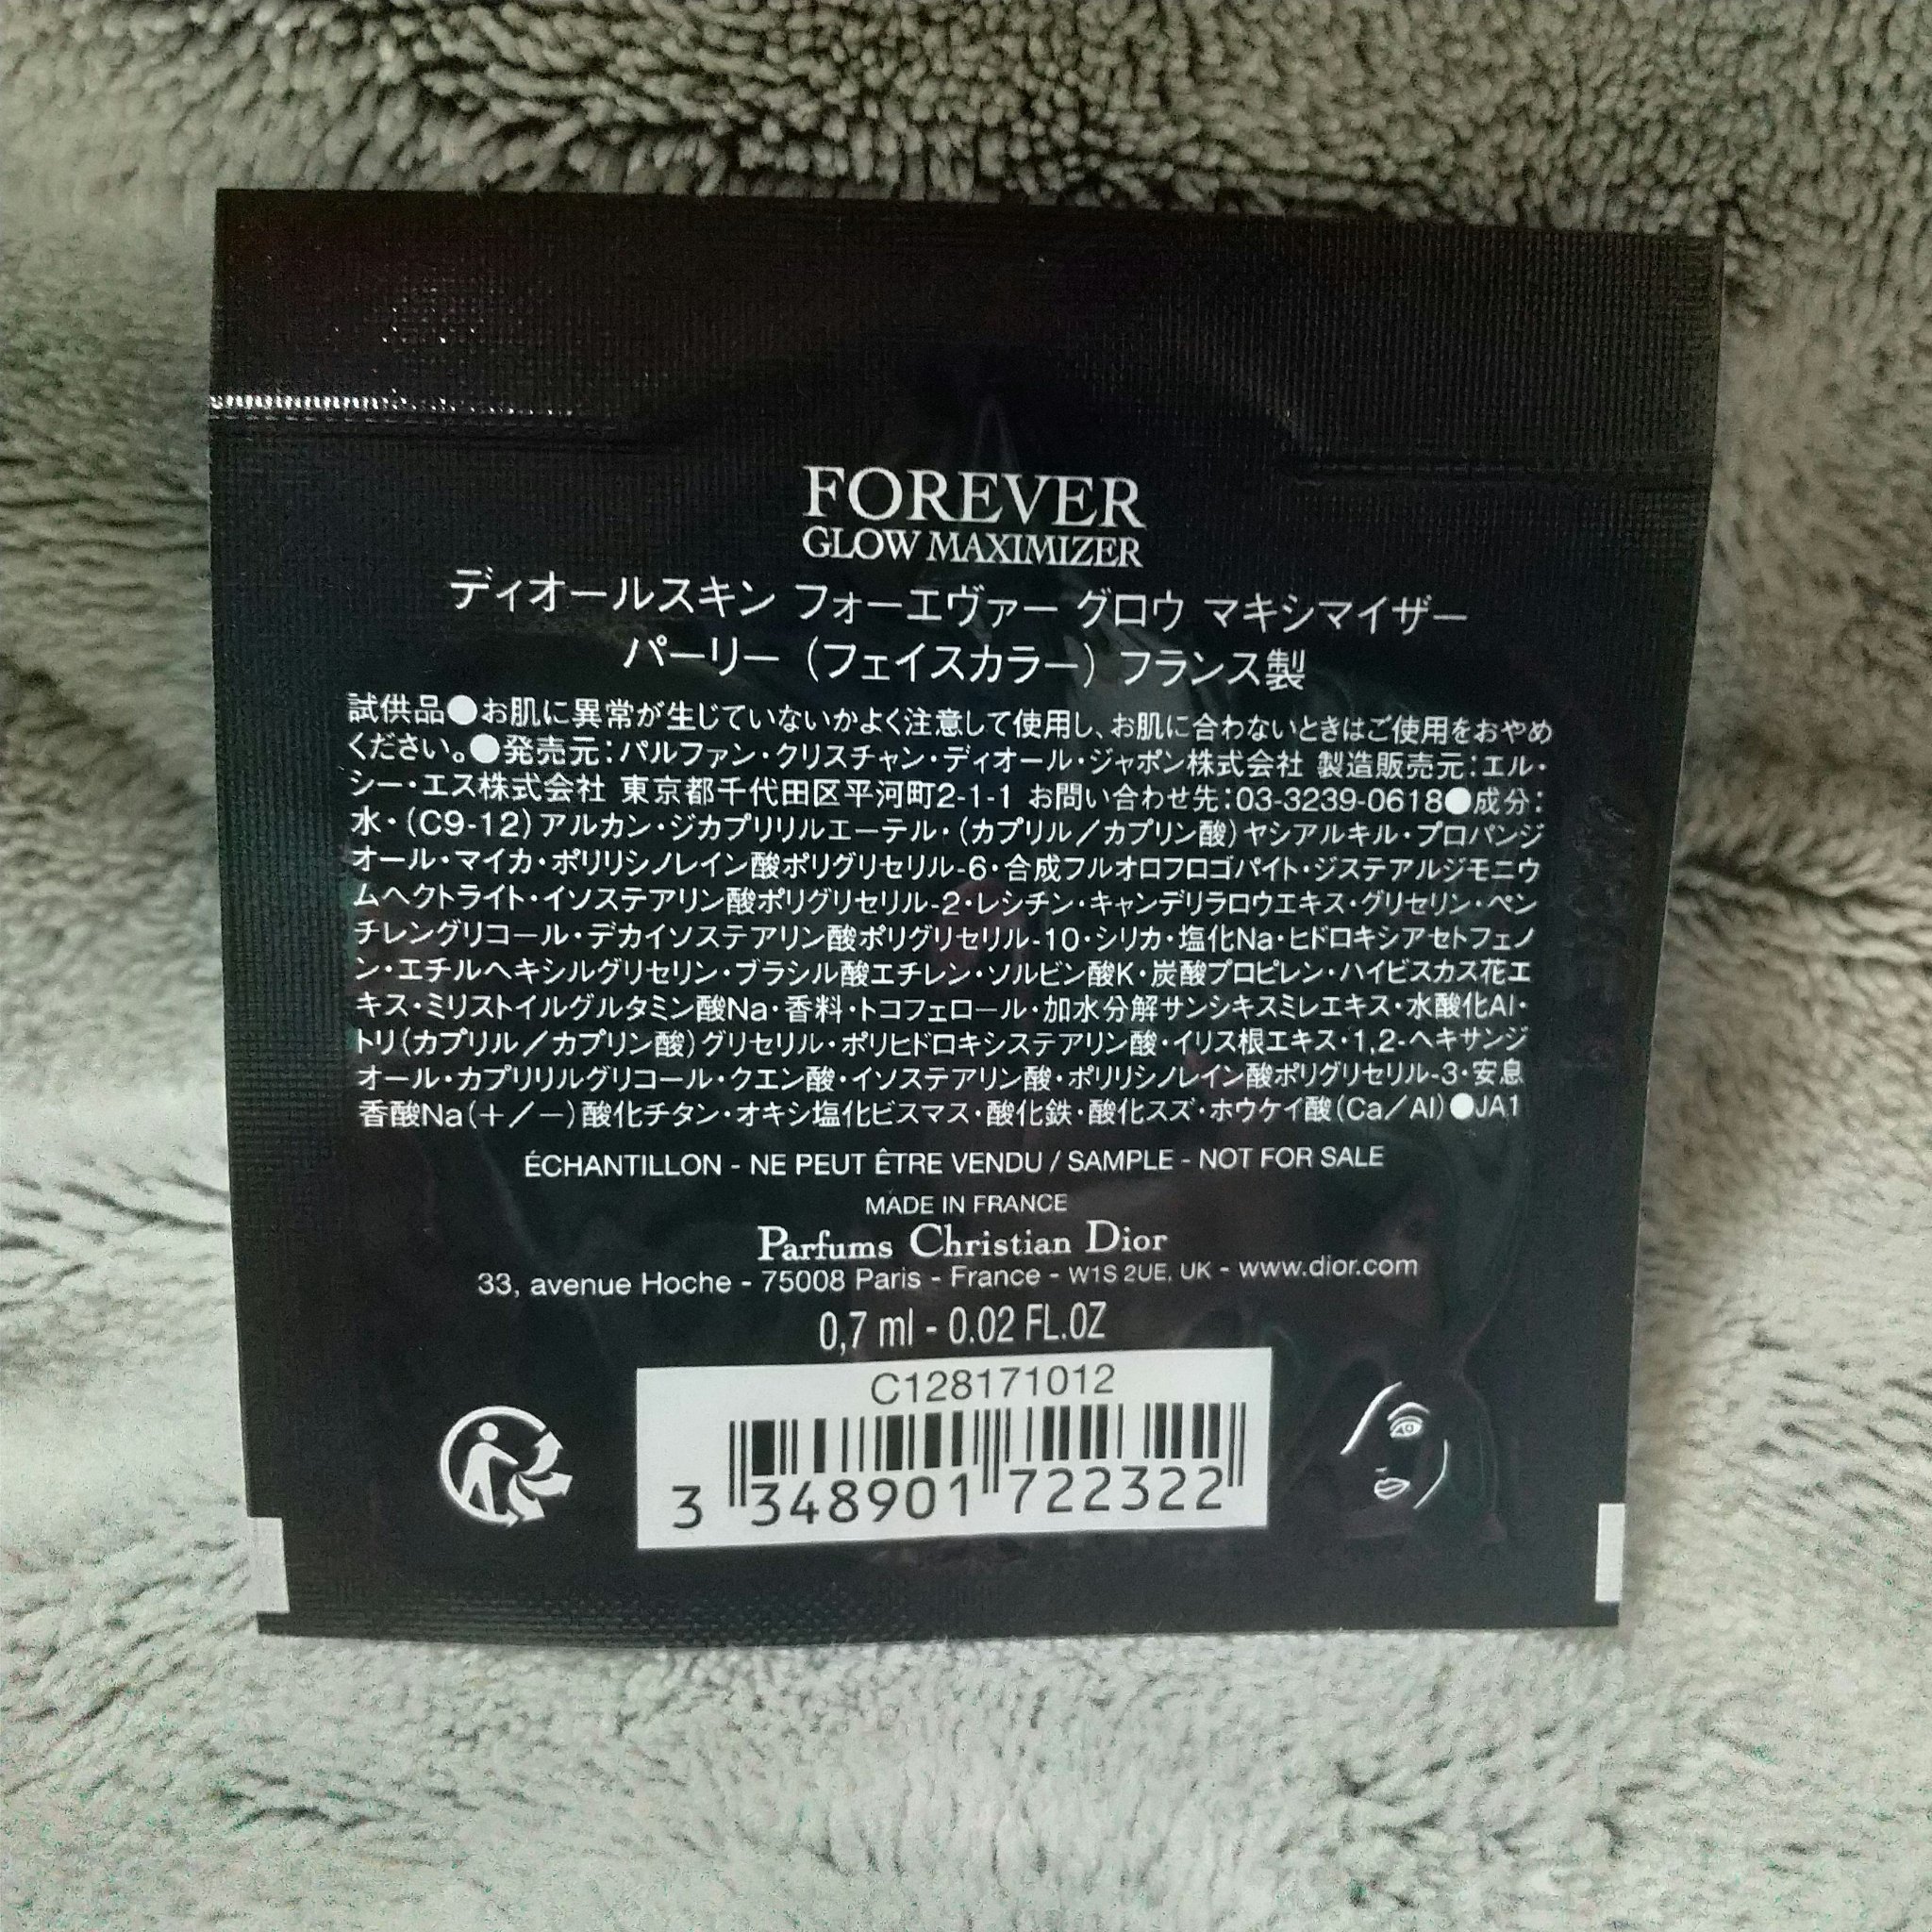 FOREVER
GLOW MAXIMIZER
ディオールスキン フォーエヴァー グロウ マキシマイザー
パーリー（フェイスカラー）フランス製
試供品●お肌に異常が生じていないかよく注意して使用し、お肌に合わないときはご使用をおやめ
ください。●発売元：パルファン・クリスチャン・ディオール・ジャポン株式会社 製造販売元：エル・
シー・エス株式会社 東京都千代田区平河町2-1-1 お問い合わせ先：03-3239-0618●成分：
水・（C9-12）アルカン・ジカプリリルエーテル・（カプリル／カプリン酸）ヤシアルキル・プロパンジ
オール・マイカ・ポリリシノレイン酸ポリグリセリル-6・合成フルオロフロゴパイト・ジステアルジモニウ
ムヘクトライト・イソステアリン酸ポリグリセリル-2・レシチン・キャンデリラロウエキス・グリセリン・ペン
チレングリコール・デカイソステアリン酸ポリグリセリル-10・シリカ・塩化Na・ヒドロキシアセトフェノ
ン・エチルヘキシルグリセリン・ブラシル酸エチレン・ソルビン酸K・炭酸プロピレン・ハイビスカス花エ
キス・ミリストイルグルタミン酸Na・香料・トコフェロール・加水分解サンシキスミレエキス・水酸化Al・
トリ（カプリル／カプリン酸）グリセリル・ポリヒドロキシステアリン酸・イリス根エキス・1,2-ヘキサンジ
オール・カプリリルグリコール・クエン酸・イソステアリン酸・ポリリシノレイン酸ポリグリセリル-3・安息
香酸Na（＋／－）酸化チタン・オキシ塩化ビスマス・酸化鉄・酸化スズ・ホウケイ酸（Ca／Al）●JA1
ÉCHANTILLON - NE PEUT ÊTRE VENDU / SAMPLE - NOT FOR SALE
MADE IN FRANCE
Parfums Christian Dior
33, avenue Hoche - 75008 Paris - France - W1S 2UE, UK - www.dior.com
0,7 ml - 0.02 FL.OZ
C128171012
3 348901 722322